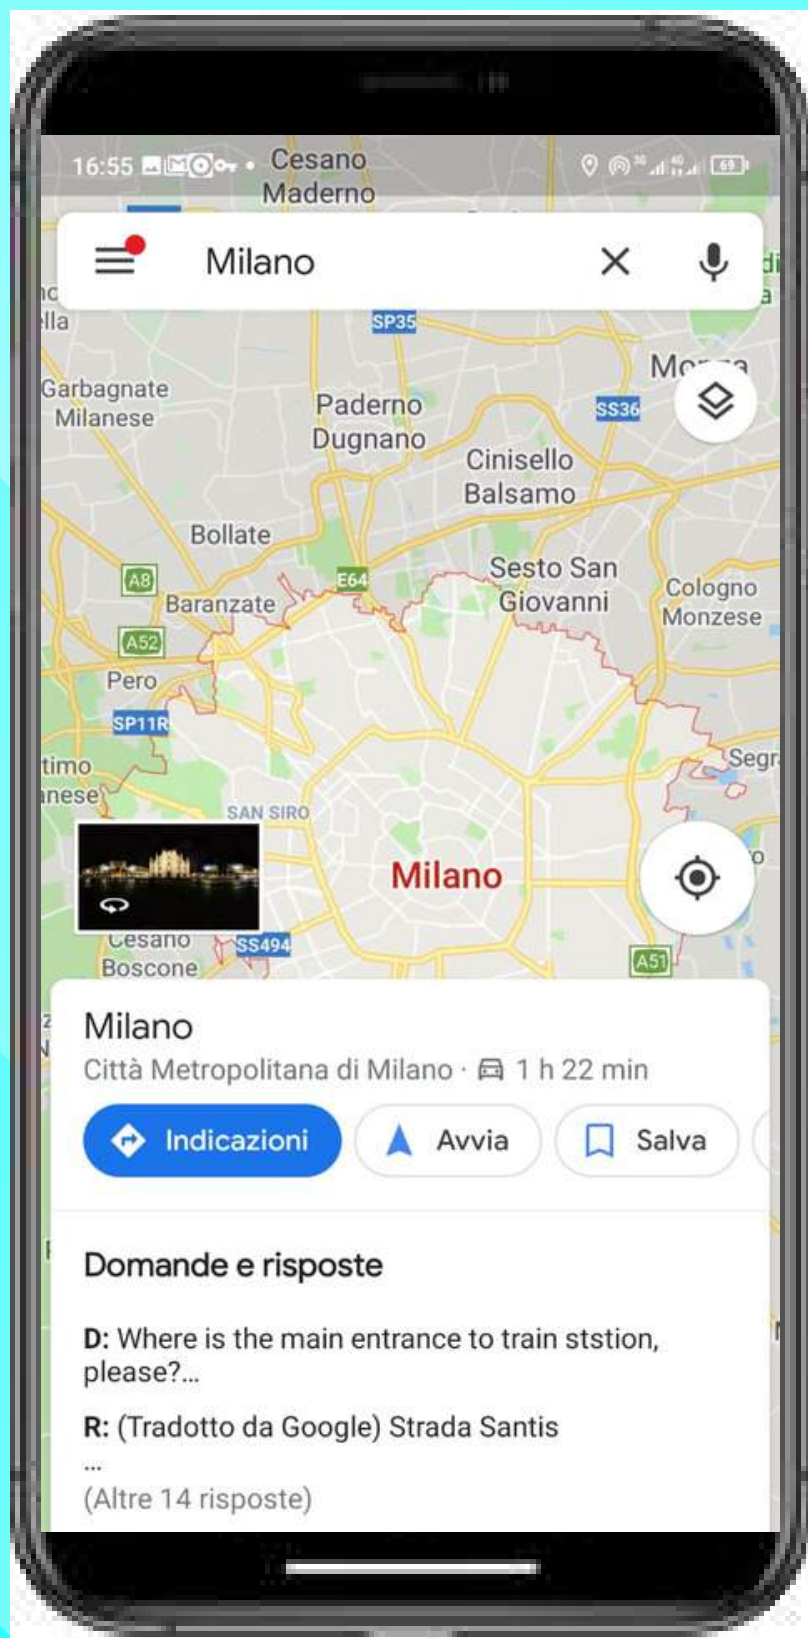 16:55
Cesano
Maderno
3G
4G
69
Milano
SP35
Garbagnate
Milanese
SS36
Paderno
Dugnano
Cinisello
Balsamo
Bollate
A8
E64
Sesto San
Giovanni
Baranzate
Cologno
Monzese
A52
Pero
SP11R
SAN SIRO
Milano
Cesano
Boscone
SS494
A51
Milano
Città Metropolitana di Milano · 1 h 22 min
Indicazioni
Avvia
Salva
Domande e risposte
D: Where is the main entrance to train ststion,
please?...
R: (Tradotto da Google) Strada Santis
...
(Altre 14 risposte)